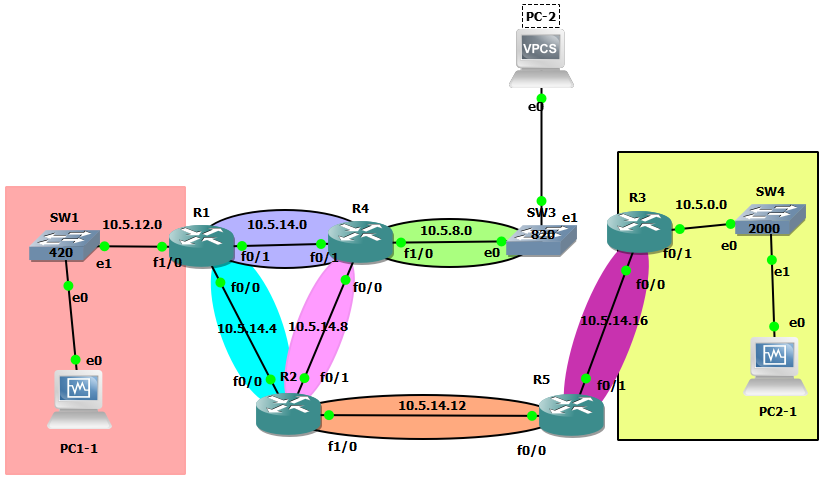 PC-2
VPCS
e0
R1
R4
R3
10.5.0.0
SW4
SW1
10.5.12.0
10.5.14.0
10.5.8.0
SW3
e1
2000
420
820
e1
f1/0
f0/1
f0/1
f1/0
e0
f0/1
e0
e1
f0/0
f0/0
f0/0
e0
10.5.14.4
10.5.14.8
10.5.14.16
e0
e0
f0/0
R2
f0/1
R5
f0/1
10.5.14.12
PC2-1
PC1-1
f1/0
f0/0